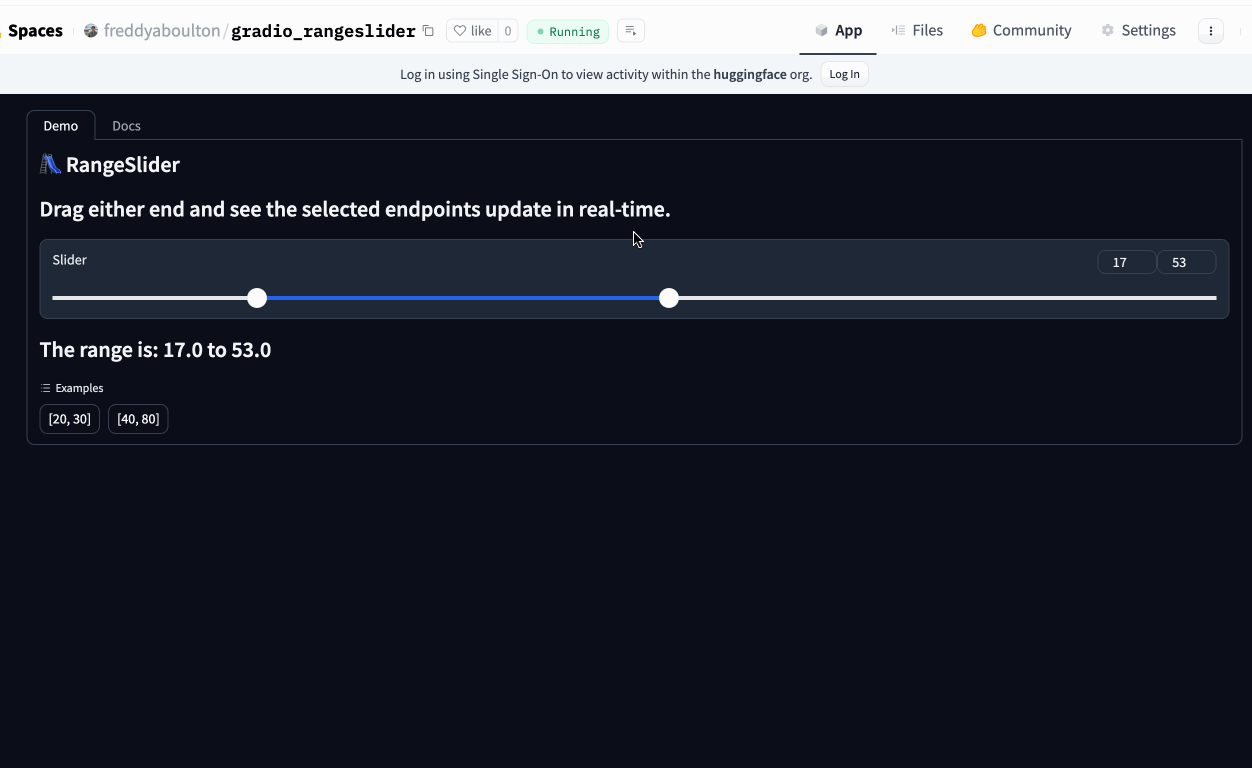 Spaces freddyaboulton / gradio_rangeslider like 0 Running App Files Community Settings
Log in using Single Sign-On to view activity within the huggingface org. Log In
Demo Docs
RangeSlider
Drag either end and see the selected endpoints update in real-time.
Slider 17 53
The range is: 17.0 to 53.0
Examples
[20, 30] [40, 80]